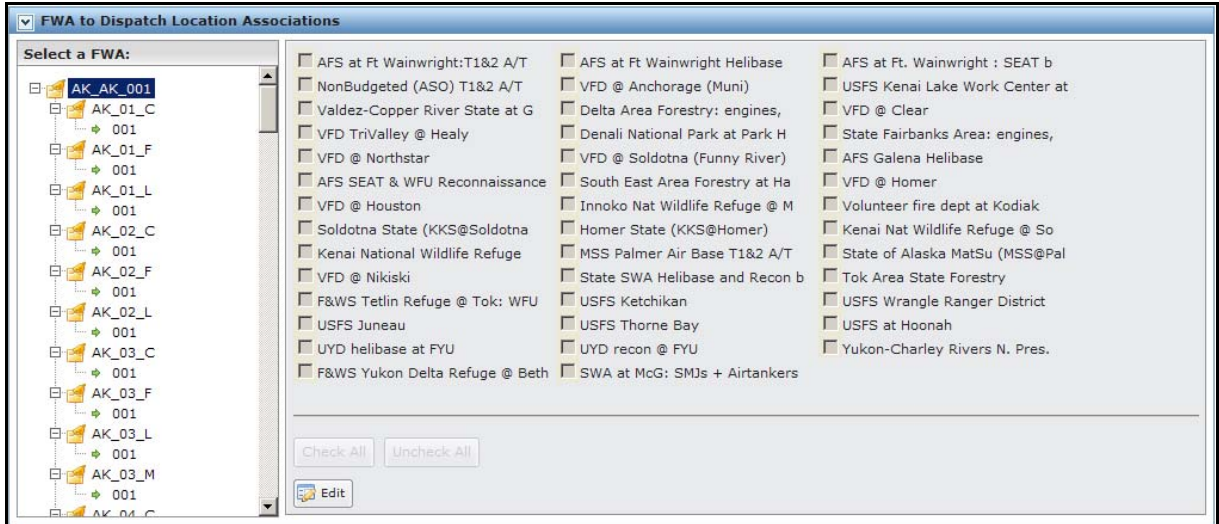 FWA to Dispatch Location Associations
Select a FWA:
AK_AK_001
AK_01_C
001
AK_01_F
001
AK_01_L
001
AK_02_C
001
AK_02_F
001
AK_02_L
001
AK_03_C
001
AK_03_F
001
AK_03_L
001
AK_03_M
001
AK_04_C
AFS at Ft Wainwright:T1&2 A/T AFS at Ft Wainwright Helibase AFS at Ft. Wainwright : SEAT b
NonBudgeted (ASO) T1&2 A/T VFD @ Anchorage (Muni) USFS Kenai Lake Work Center at
Valdez-Copper River State at G Delta Area Forestry: engines, VFD @ Clear
VFD TriValley @ Healy Denali National Park at Park H State Fairbanks Area: engines,
VFD @ Northstar VFD @ Soldotna (Funny River) AFS Galena Helibase
AFS SEAT & WFU Reconnaissance South East Area Forestry at Ha VFD @ Homer
VFD @ Houston Innoko Nat Wildlife Refuge @ M Volunteer fire dept at Kodiak
Soldotna State (KKS@Soldotna Homer State (KKS@Homer) Kenai Nat Wildlife Refuge @ So
Kenai National Wildlife Refuge MSS Palmer Air Base T1&2 A/T State of Alaska MatSu (MSS@Pal
VFD @ Nikiski State SWA Helibase and Recon b Tok Area State Forestry
F&WS Tetlin Refuge @ Tok: WFU USFS Ketchikan USFS Wrangle Ranger District
USFS Juneau USFS Thorne Bay USFS at Hoonah
UYD helibase at FYU UYD recon @ FYU Yukon-Charley Rivers N. Pres.
F&WS Yukon Delta Refuge @ Beth SWA at McG: SMJs + Airtankers
Check All Uncheck All
Edit